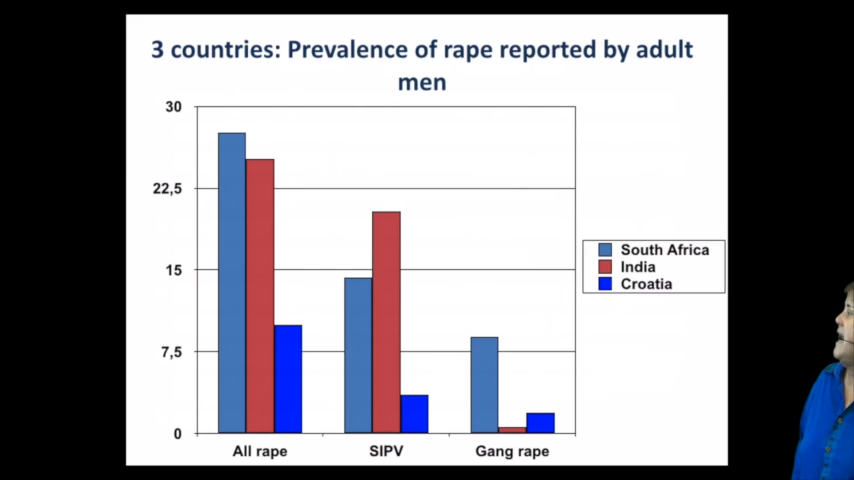 3 countries: Prevalence of rape reported by adult
men
30
22,5
15
7,5
0
All rape
SIPV
Gang rape
South Africa
India
Croatia